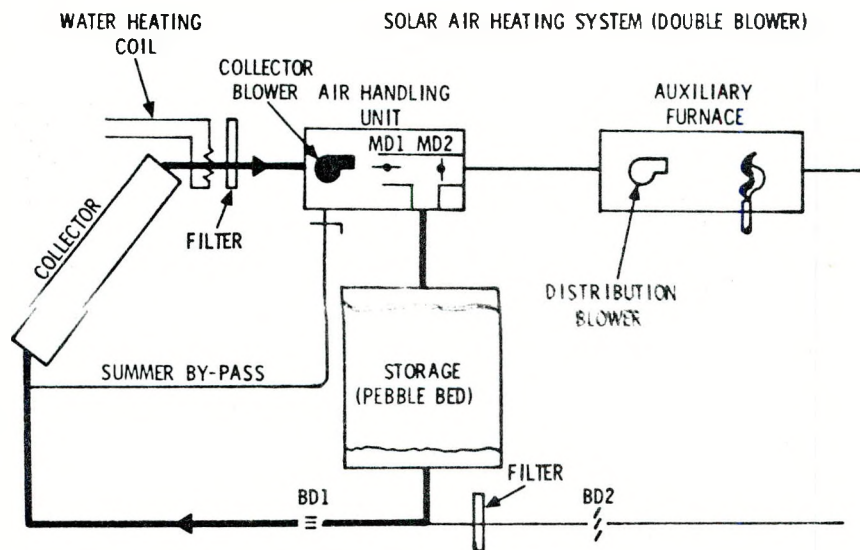 WATER HEATING
COIL
SOLAR AIR HEATING SYSTEM (DOUBLE BLOWER)
COLLECTOR
BLOWER
AIR HANDLING
UNIT
AUXILIARY
FURNACE
MD1 MD2
COLLECTOR
FILTER
DISTRIBUTION
BLOWER
SUMMER BY-PASS
STORAGE
(PEBBLE BED)
FILTER
BD1
BD2